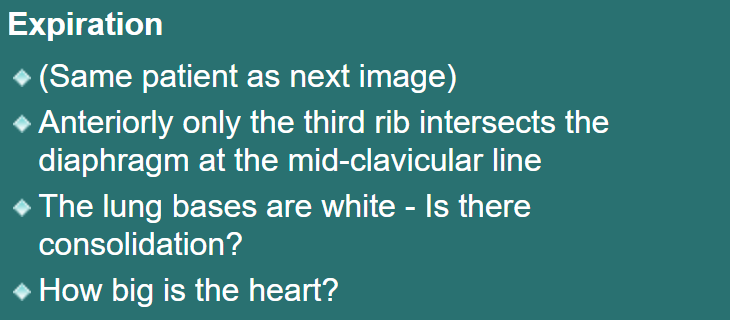 Expiration
(Same patient as next image)
Anteriorly only the third rib intersects the
diaphragm at the mid-clavicular line
The lung bases are white - Is there
consolidation?
How big is the heart?